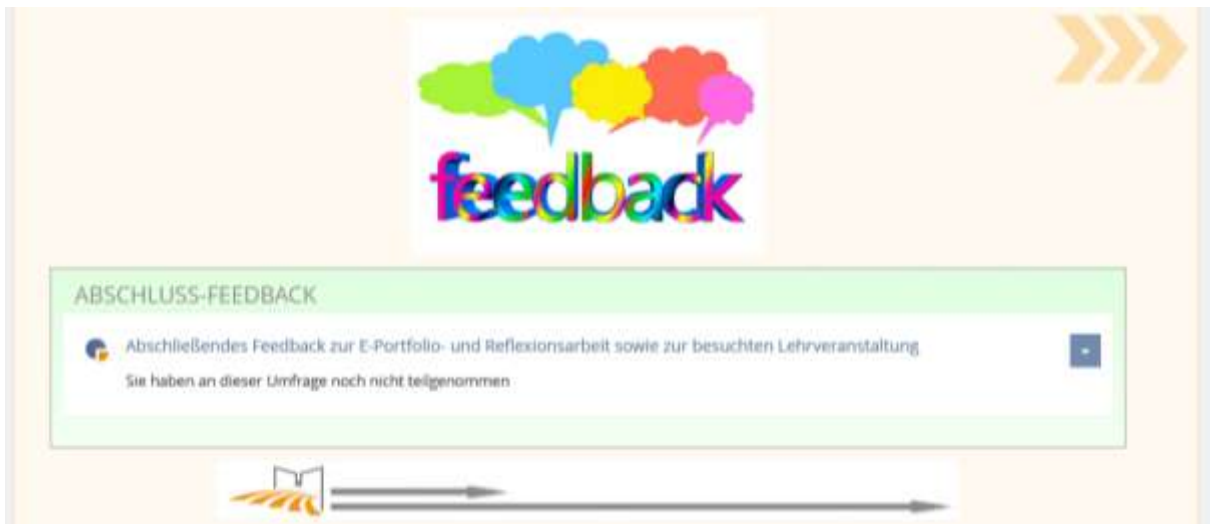 feedback
ABSCHLUSS-FEEDBACK
Abschließendes Feedback zur E-Portfolio- und Reflexionsarbeit sowie zur besuchten Lehrveranstaltung
Sie haben an dieser Umfrage noch nicht teilgenommen